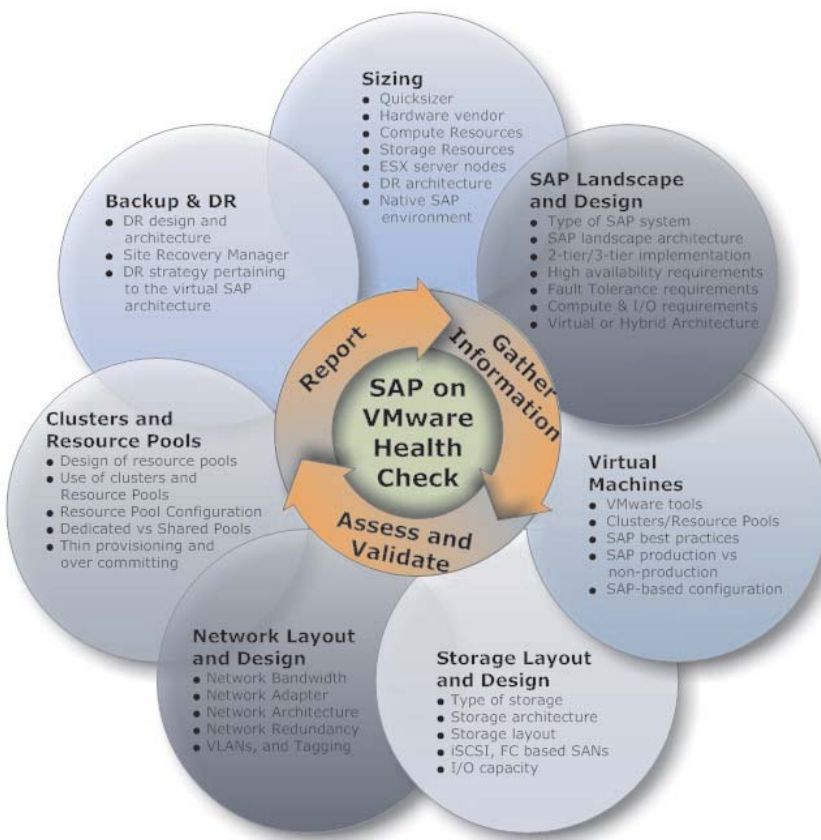 Sizing
• Quicksizer
• Hardware vendor
• Compute Resources
• Storage Resources
• ESX server nodes
• DR architecture
• Native SAP
environment
SAP Landscape
and Design
• Type of SAP system
• SAP landscape architecture
• 2-tier/3-tier implementation
• High availability requirements
• Fault Tolerance requirements
• Compute & I/O requirements
• Virtual or Hybrid Architecture
Virtual
Machines
• VMware tools
• Clusters/Resource Pools
• SAP best practices
• SAP production vs
non-production
• SAP-based configuration
Storage Layout
and Design
• Type of storage
• Storage architecture
• Storage layout
• iSCSI, FC based SANs
• I/O capacity
Network Layout
and Design
• Network Bandwidth
• Network Adapter
• Network Architecture
• Network Redundancy
• VLANs, and Tagging
Clusters and
Resource Pools
• Design of resource pools
• Use of clusters and
Resource Pools
• Resource Pool Configuration
• Dedicated vs Shared Pools
• Thin provisioning and
over committing
Backup & DR
• DR design and
architecture
• Site Recovery Manager
• DR strategy pertaining
to the virtual SAP
architecture
Report
Gather
Information
Assess and
Validate
SAP on
VMware
Health
Check